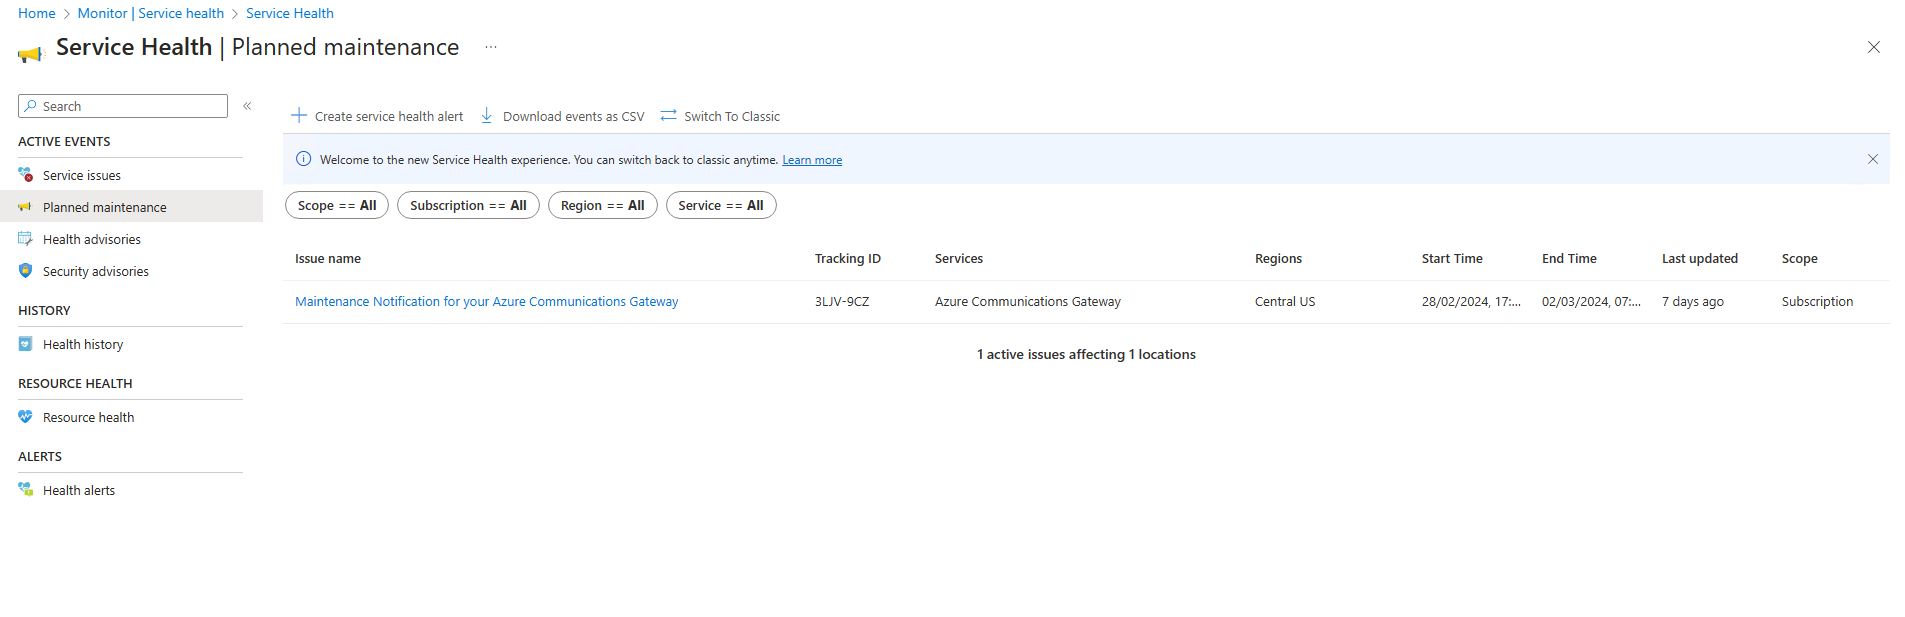 Home > Monitor | Service health > Service Health
Service Health | Planned maintenance ...
Search «
ACTIVE EVENTS
Service issues
Planned maintenance
Health advisories
Security advisories
HISTORY
Health history
RESOURCE HEALTH
Resource health
ALERTS
Health alerts
Create service health alert Download events as CSV Switch To Classic
Welcome to the new Service Health experience. You can switch back to classic anytime. Learn more
Scope == All Subscription == All Region == All Service == All
Issue name Tracking ID Services Regions Start Time End Time Last updated Scope
Maintenance Notification for your Azure Communications Gateway 3LJV-9CZ Azure Communications Gateway Central US 28/02/2024, 17:... 02/03/2024, 07:... 7 days ago Subscription
1 active issues affecting 1 locations